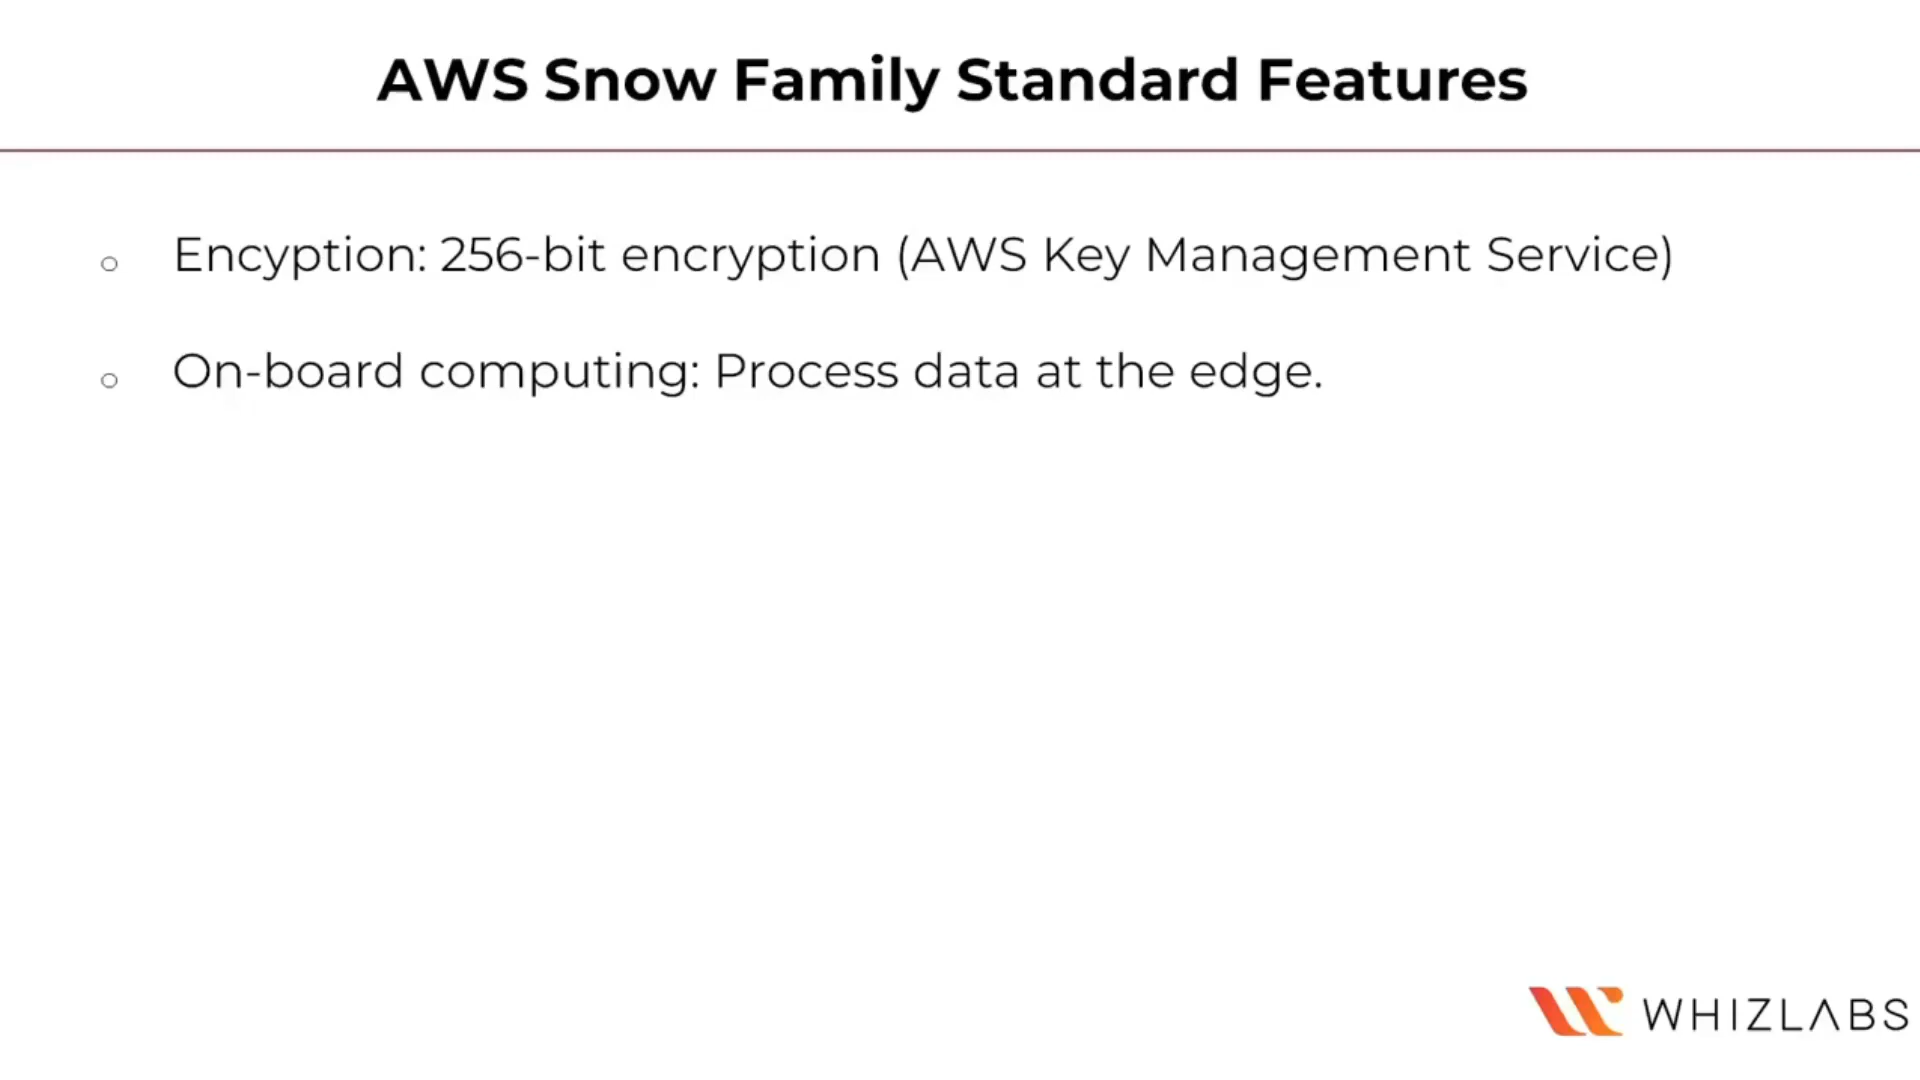 AWS Snow Family Standard Features
Encyption: 256-bit encryption (AWS Key Management Service)
On-board computing: Process data at the edge.
WHIZLABS